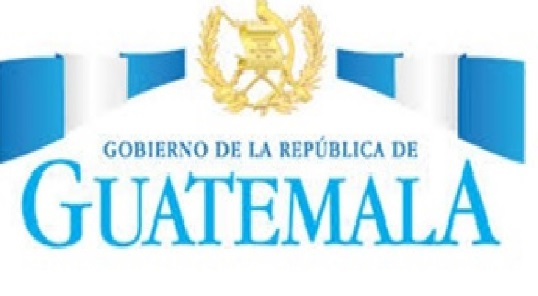 GOBIERNO DE LA REPÚBLICA DE
GUATEMALA